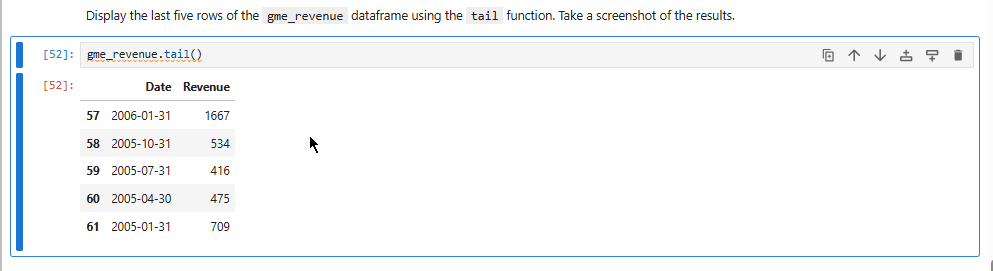 Display the last five rows of the gme_revenue dataframe using the tail function. Take a screenshot of the results.
[52]: gme_revenue.tail()
[52]: Date Revenue
57 2006-01-31 1667
58 2005-10-31 534
59 2005-07-31 416
60 2005-04-30 475
61 2005-01-31 709